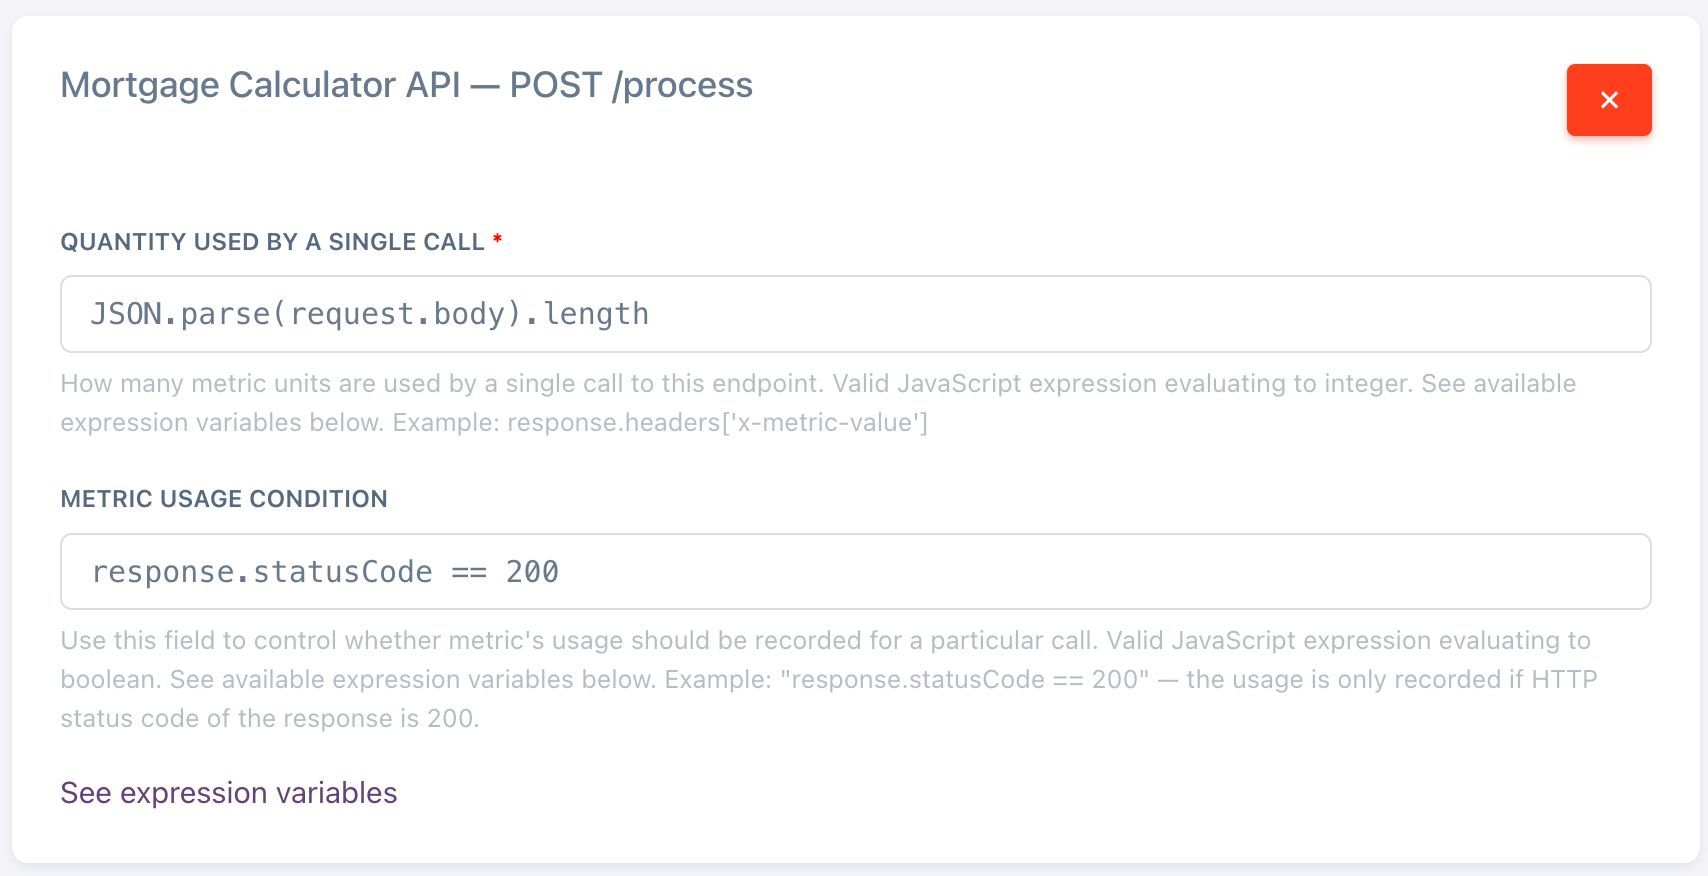 Mortgage Calculator API — POST /process
×
QUANTITY USED BY A SINGLE CALL *
JSON.parse(request.body).length
How many metric units are used by a single call to this endpoint. Valid JavaScript expression evaluating to integer. See available
expression variables below. Example: response.headers['x-metric-value']
METRIC USAGE CONDITION
response.statusCode == 200
Use this field to control whether metric's usage should be recorded for a particular call. Valid JavaScript expression evaluating to
boolean. See available expression variables below. Example: "response.statusCode == 200" — the usage is only recorded if HTTP
status code of the response is 200.
See expression variables